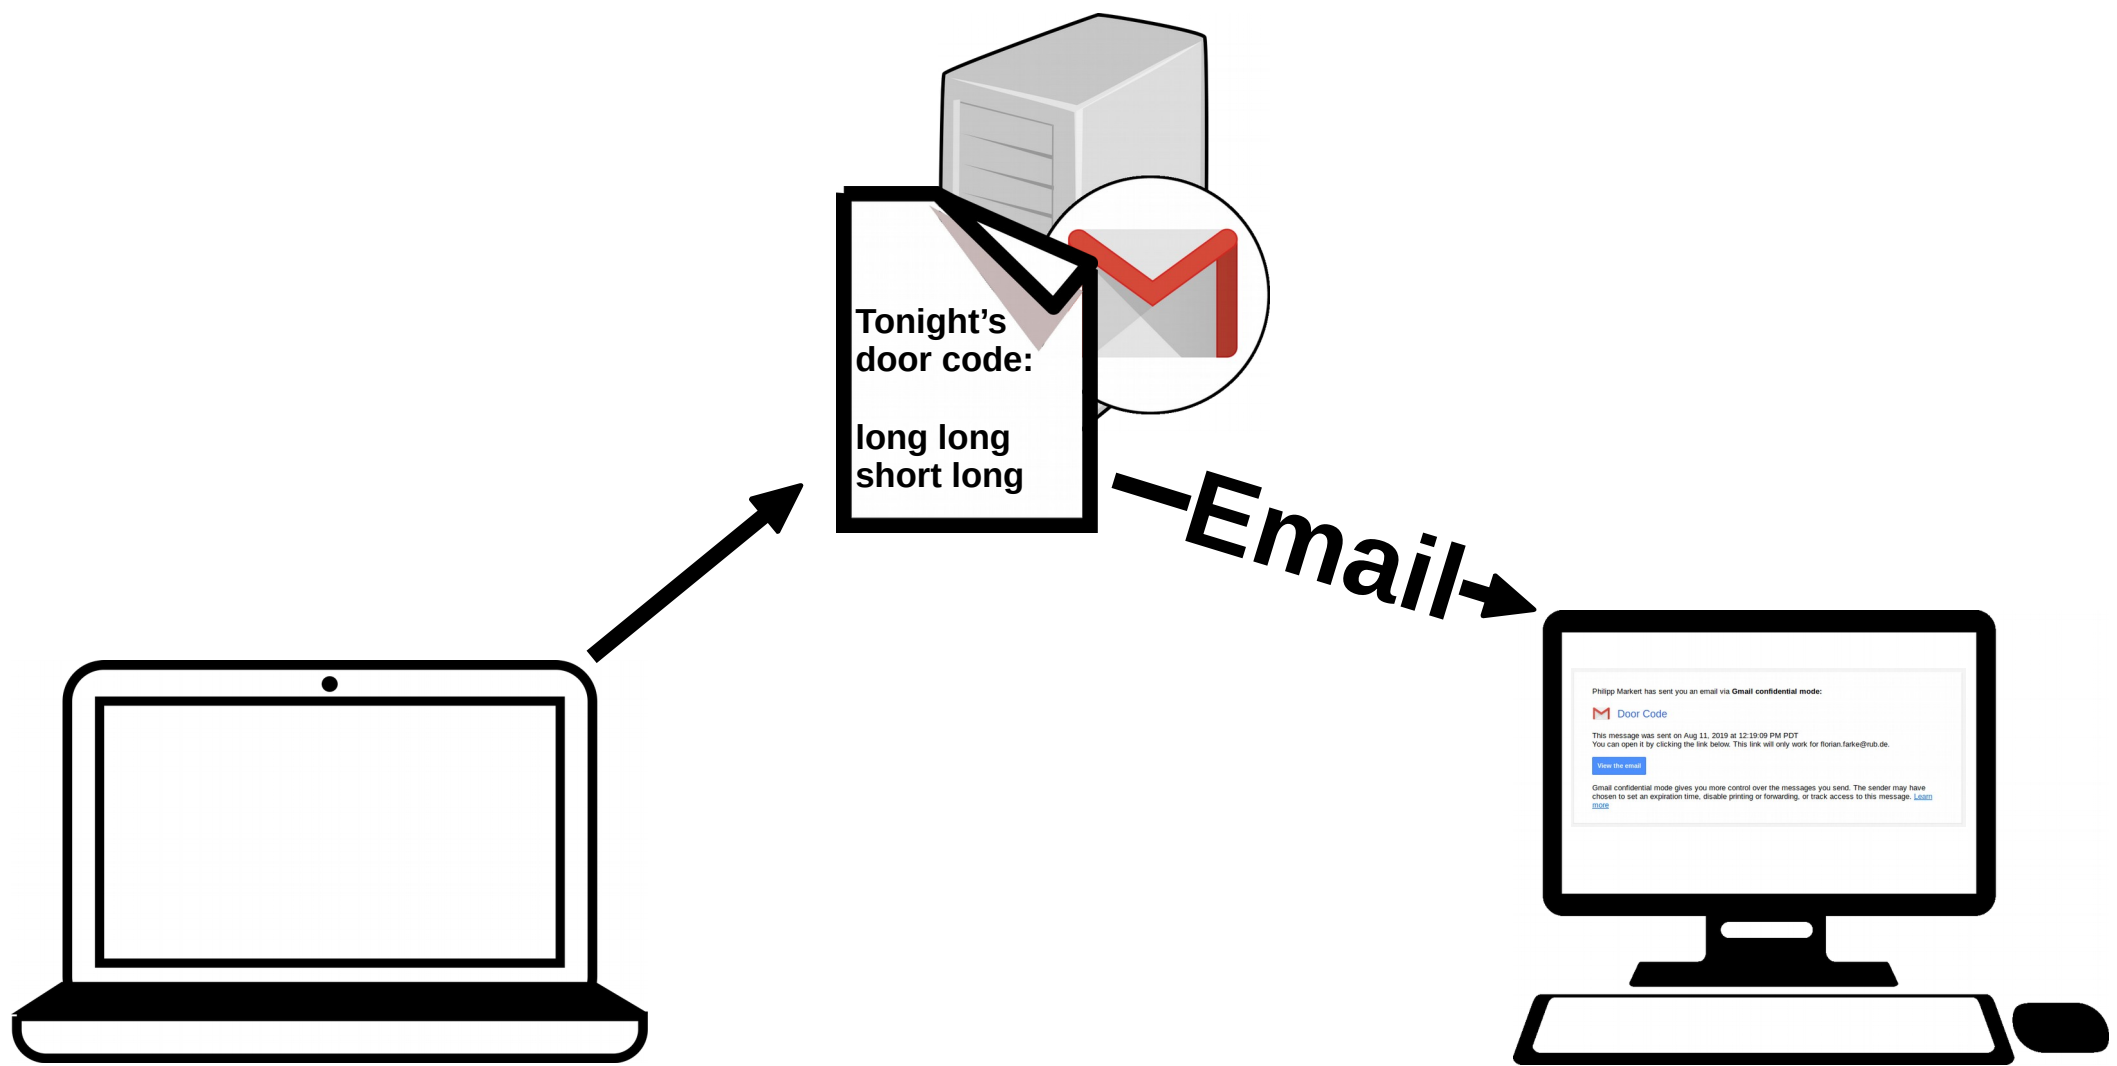 Tonight’s
door code:
long long
short long
Email
Philipp Markert has sent you an email via Gmail confidential mode:
Door Code
This message was sent on Aug 11, 2019 at 12:19:09 PM PDT
You can open it by clicking the link below. This link will only work for florian.farke@rub.de.
View the email
Gmail confidential mode gives you more control over the messages you send. The sender may have
chosen to set an expiration time, disable printing or forwarding, or track access to this message. Learn
more